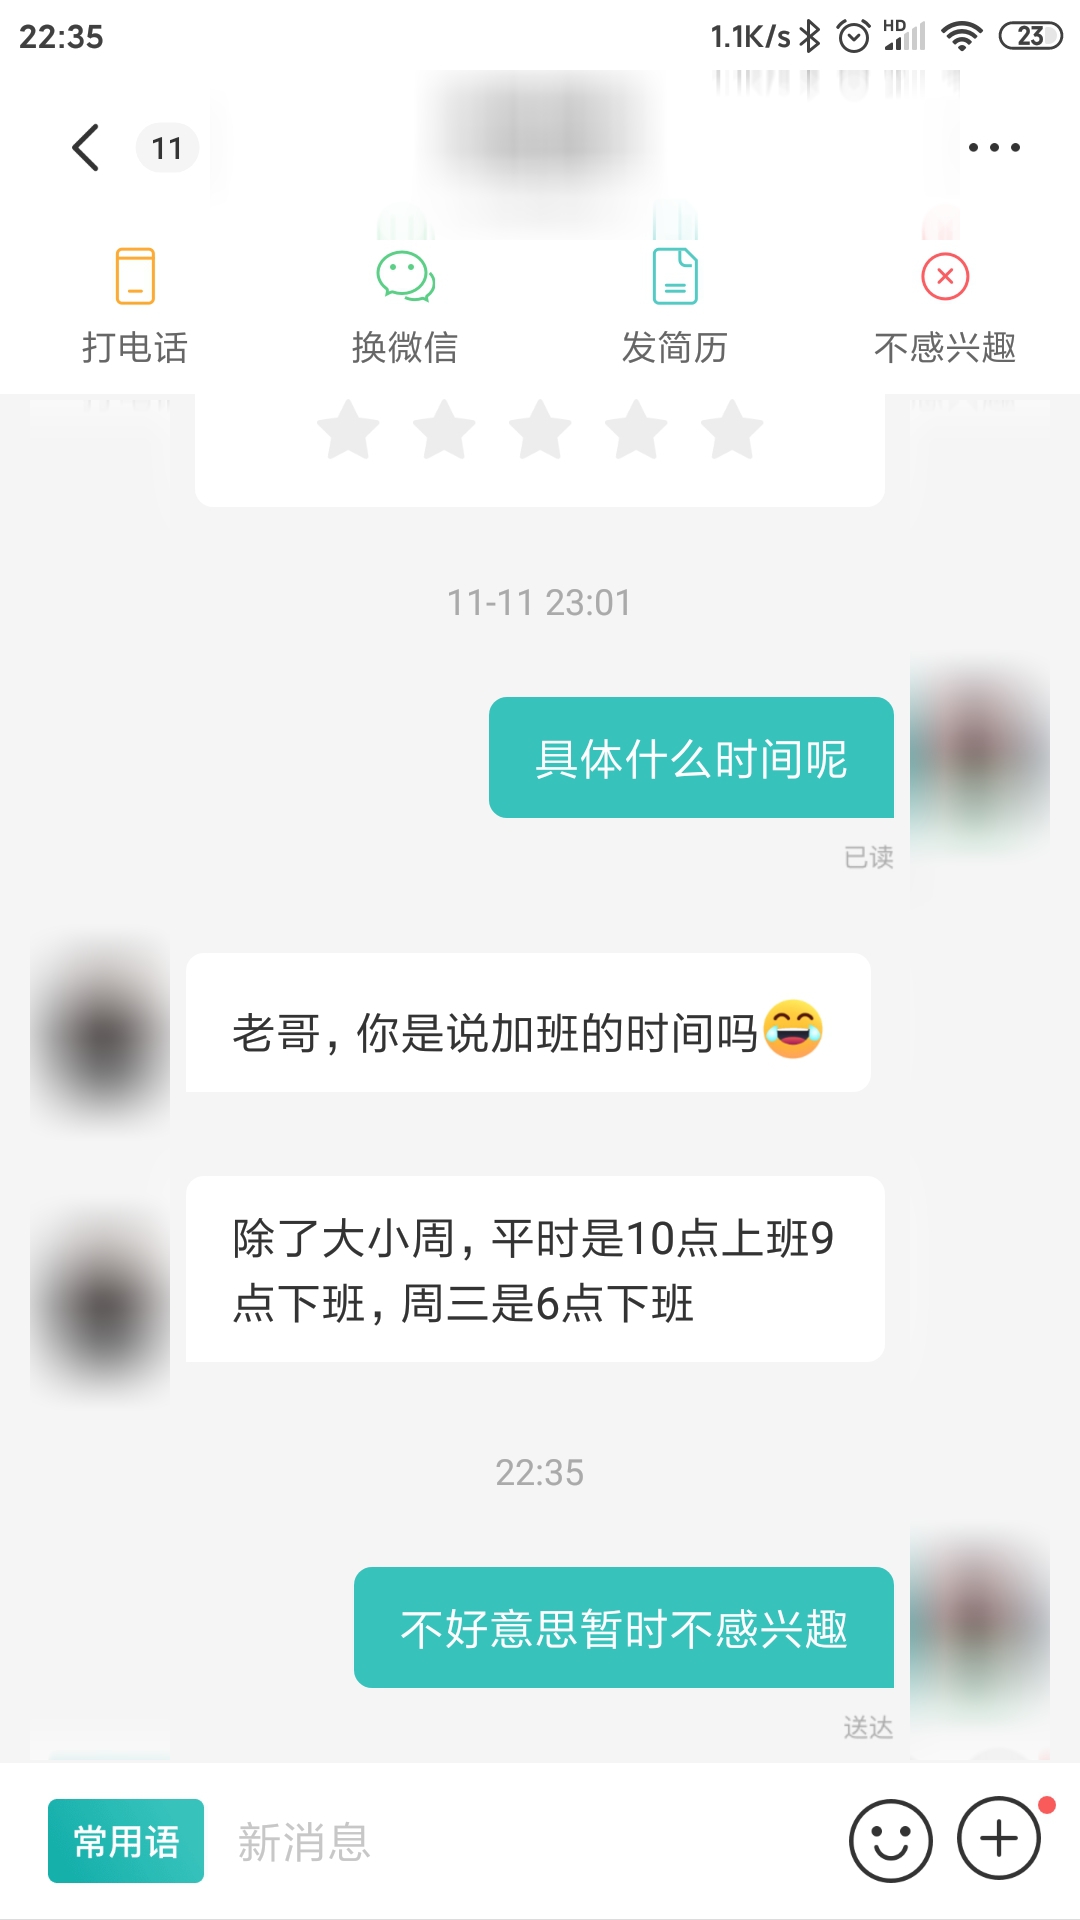 22:35
1.1K/s HD 23
11
打电话 换微信 发简历 不感兴趣
11-11 23:01
具体什么时间呢
已读
老哥，你是说加班的时间吗😂
除了大小周，平时是10点上班9
点下班，周三是6点下班
22:35
不好意思暂时不感兴趣
送达
常用语 新消息